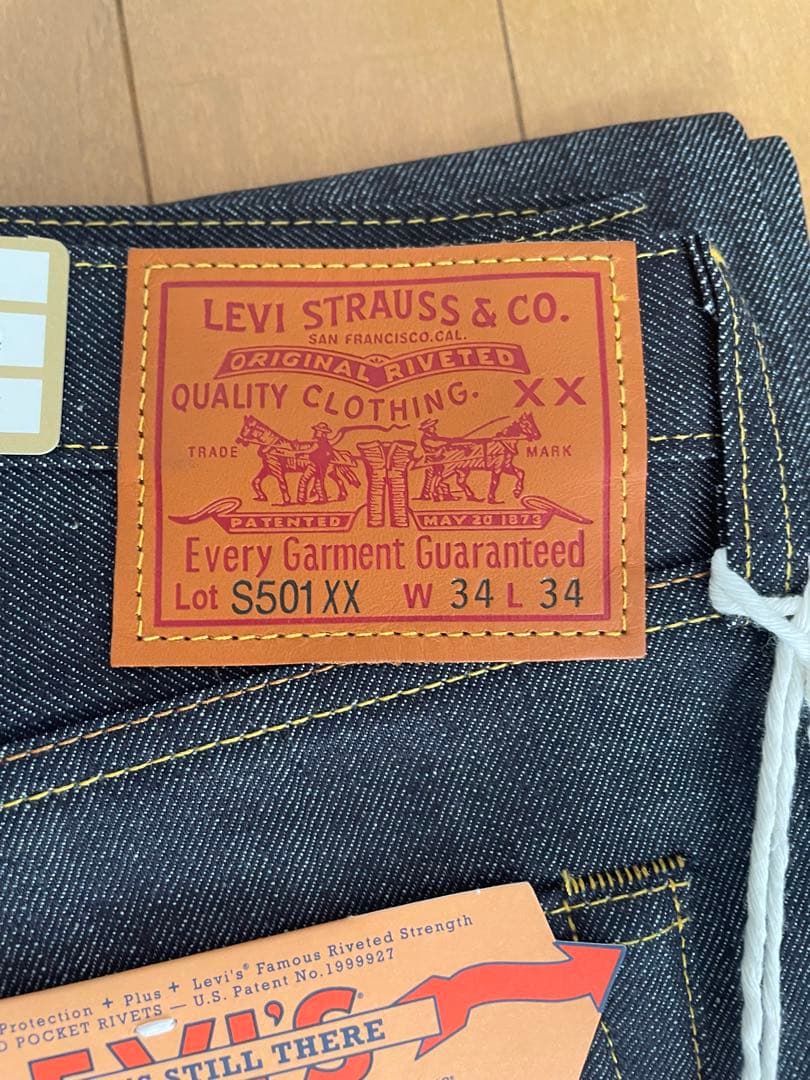 LEVI STRAUSS & CO.
SAN FRANCISCO.CAL.
ORIGINAL RIVETED
QUALITY CLOTHING. XX
TRADE MARK
PATENTED MAY 20 1873
Every Garment Guaranteed
Lot S501XX W 34 L 34
Protection + Plus + Levi's® Famous Riveted Strength
POCKET RIVETS — U.S. Patent No.1999927
STILL THERE